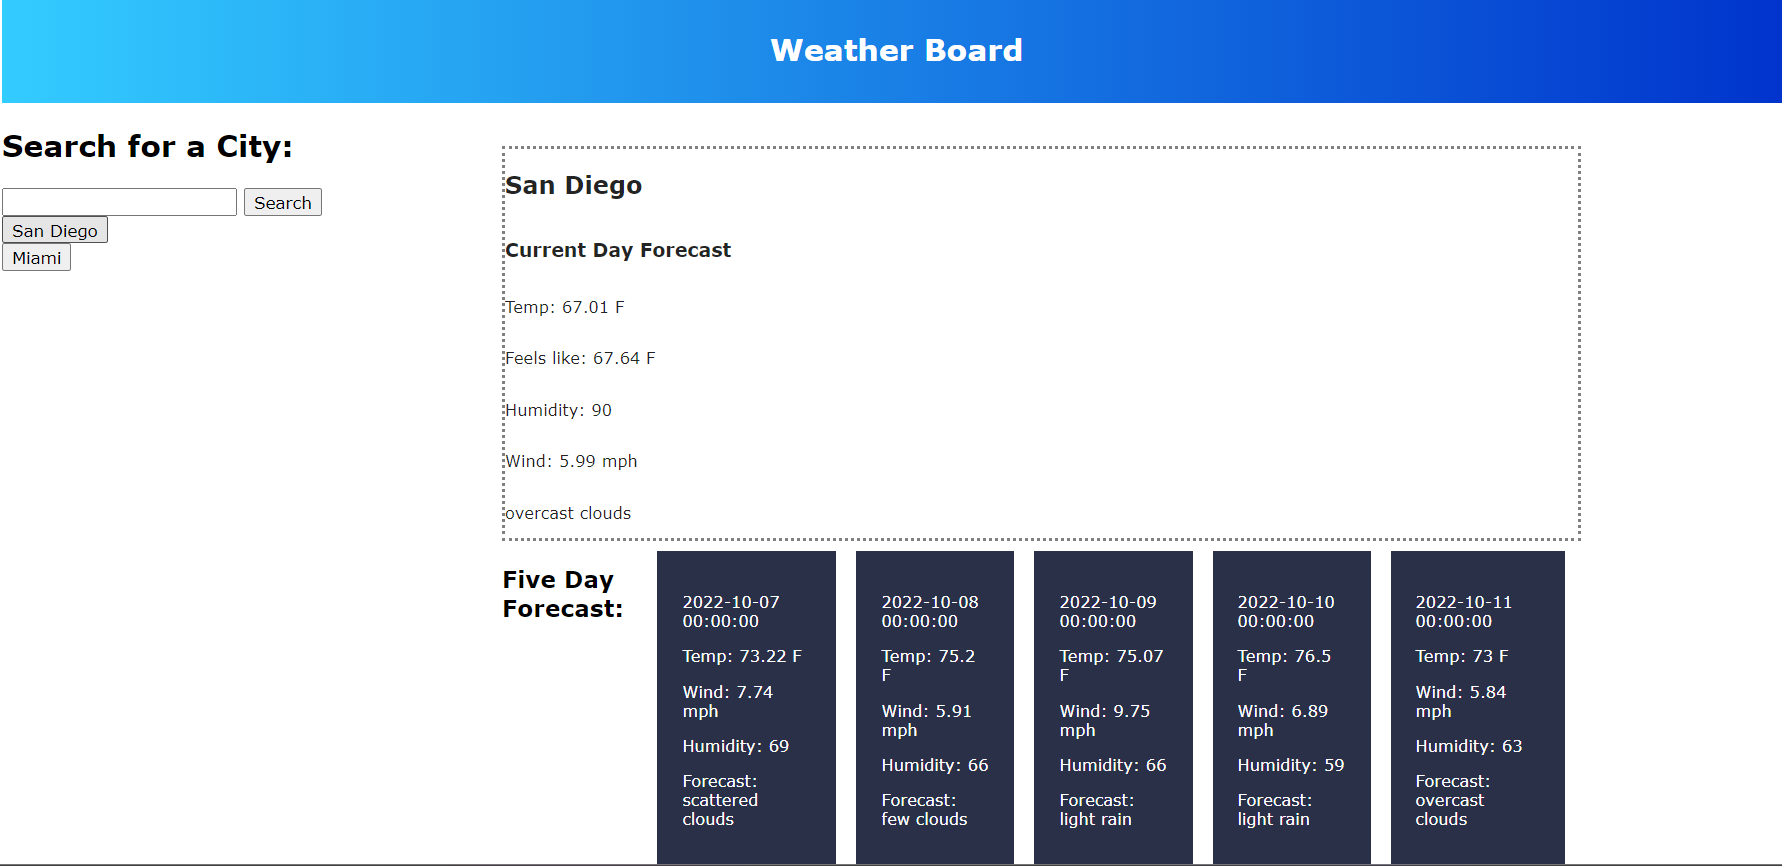 Weather Board
Search for a City:
Search
San Diego
Miami
San Diego
Current Day Forecast
Temp: 67.01 F
Feels like: 67.64 F
Humidity: 90
Wind: 5.99 mph
overcast clouds
Five Day
Forecast:
2022-10-07
00:00:00
Temp: 73.22 F
Wind: 7.74
mph
Humidity: 69
Forecast:
scattered
clouds
2022-10-08
00:00:00
Temp: 75.2
F
Wind: 5.91
mph
Humidity: 66
Forecast:
few clouds
2022-10-09
00:00:00
Temp: 75.07
F
Wind: 9.75
mph
Humidity: 66
Forecast:
light rain
2022-10-10
00:00:00
Temp: 76.5
F
Wind: 6.89
mph
Humidity: 59
Forecast:
light rain
2022-10-11
00:00:00
Temp: 73 F
Wind: 5.84
mph
Humidity: 63
Forecast:
overcast
clouds